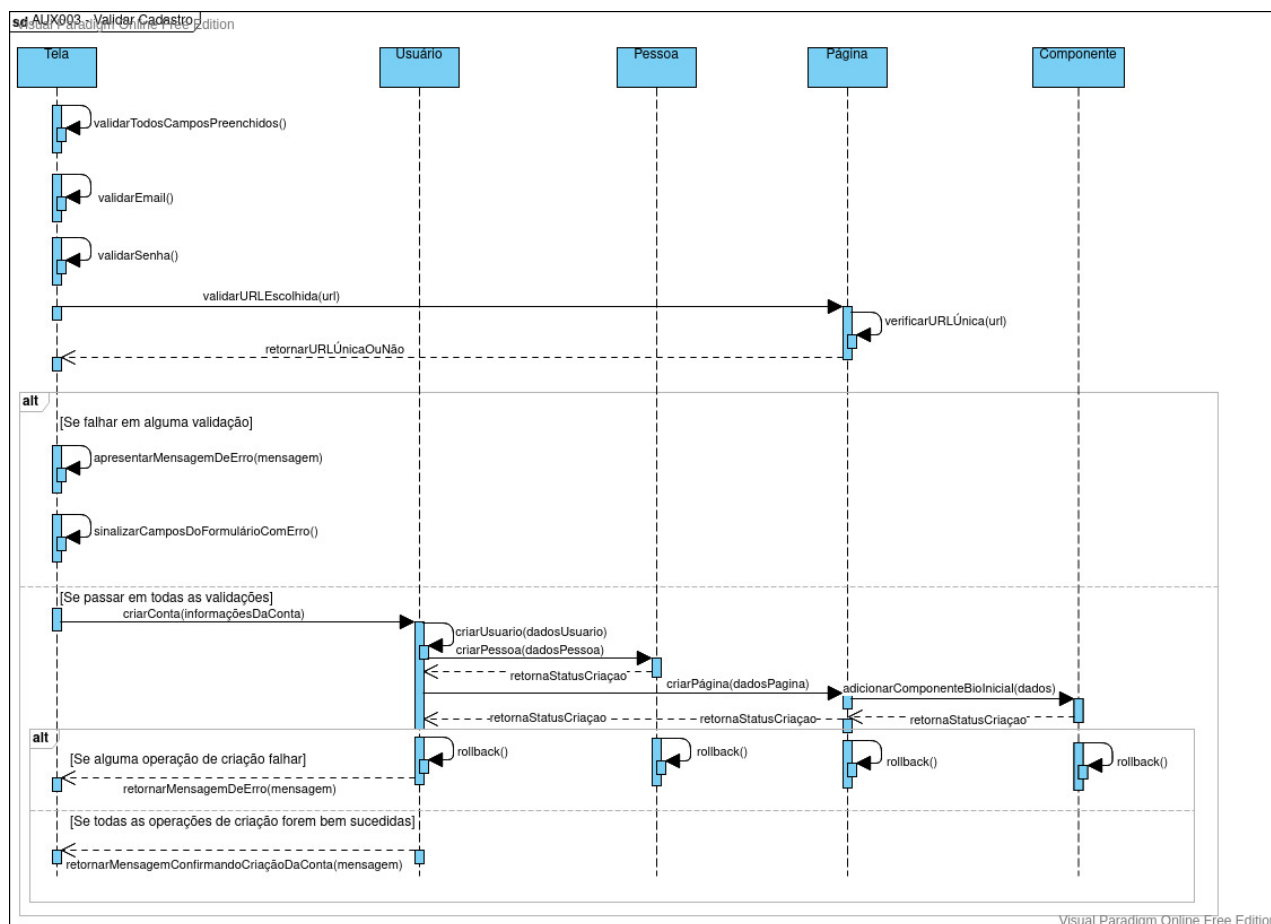 sd AUX003 - Validar Cadastro
Visual Paradigm Online Free Edition
Tela
Usuário
Pessoa
Página
Componente
validarTodosCamposPreenchidos()
validarEmail()
validarSenha()
validarURLEscolhida(url)
verificarURLÚnica(url)
retornarURLÚnicaOuNão
alt
[Se falhar em alguma validação]
apresentarMensagemDeErro(mensagem)
sinalizarCamposDoFormulárioComErro()
[Se passar em todas as validações]
criarConta(informaçõesDaConta)
criarUsuario(dadosUsuario)
criarPessoa(dadosPessoa)
retornaStatusCriaçao
criarPágina(dadosPagina)
adicionarComponenteBioInicial(dados)
retornaStatusCriaçao
retornaStatusCriaçao
retornaStatusCriaçao
alt
[Se alguma operação de criação falhar]
rollback()
rollback()
rollback()
rollback()
retornarMensagemDeErro(mensagem)
[Se todas as operações de criação forem bem sucedidas]
retornarMensagemConfirmandoCriaçãoDaConta(mensagem)
Visual Paradigm Online Free Edition